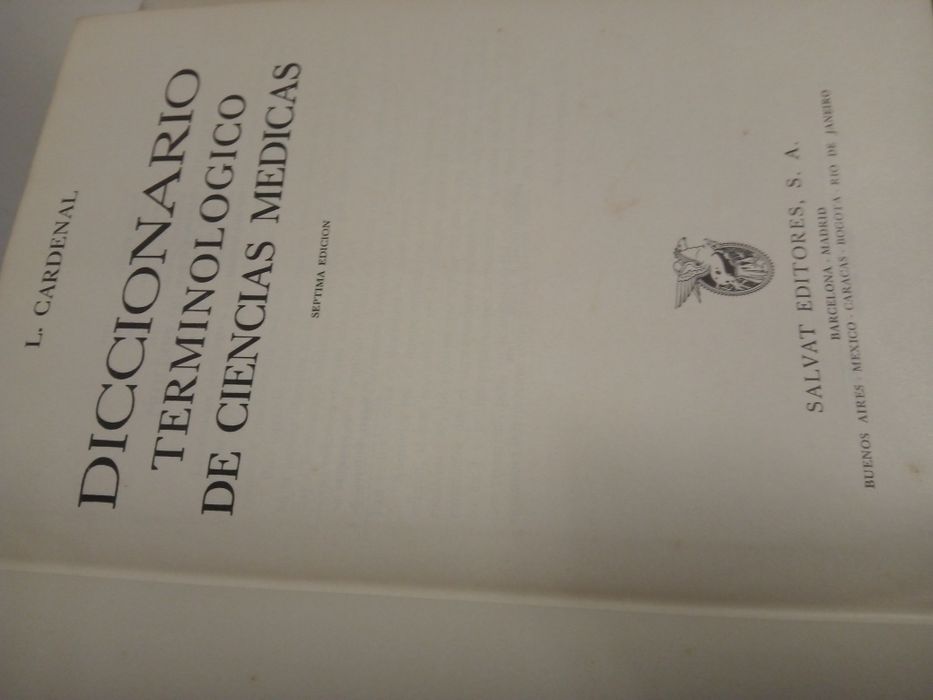 L. CARDENAL
DICCIONARIO
TERMINOLOGICO
DE CIENCIAS MEDICAS
SEPTIMA EDICION
SALVAT EDITORES, S. A.
BARCELONA - MADRID
BUENOS AIRES - MEXICO - CARACAS - BOGOTA - RIO DE JANEIRO